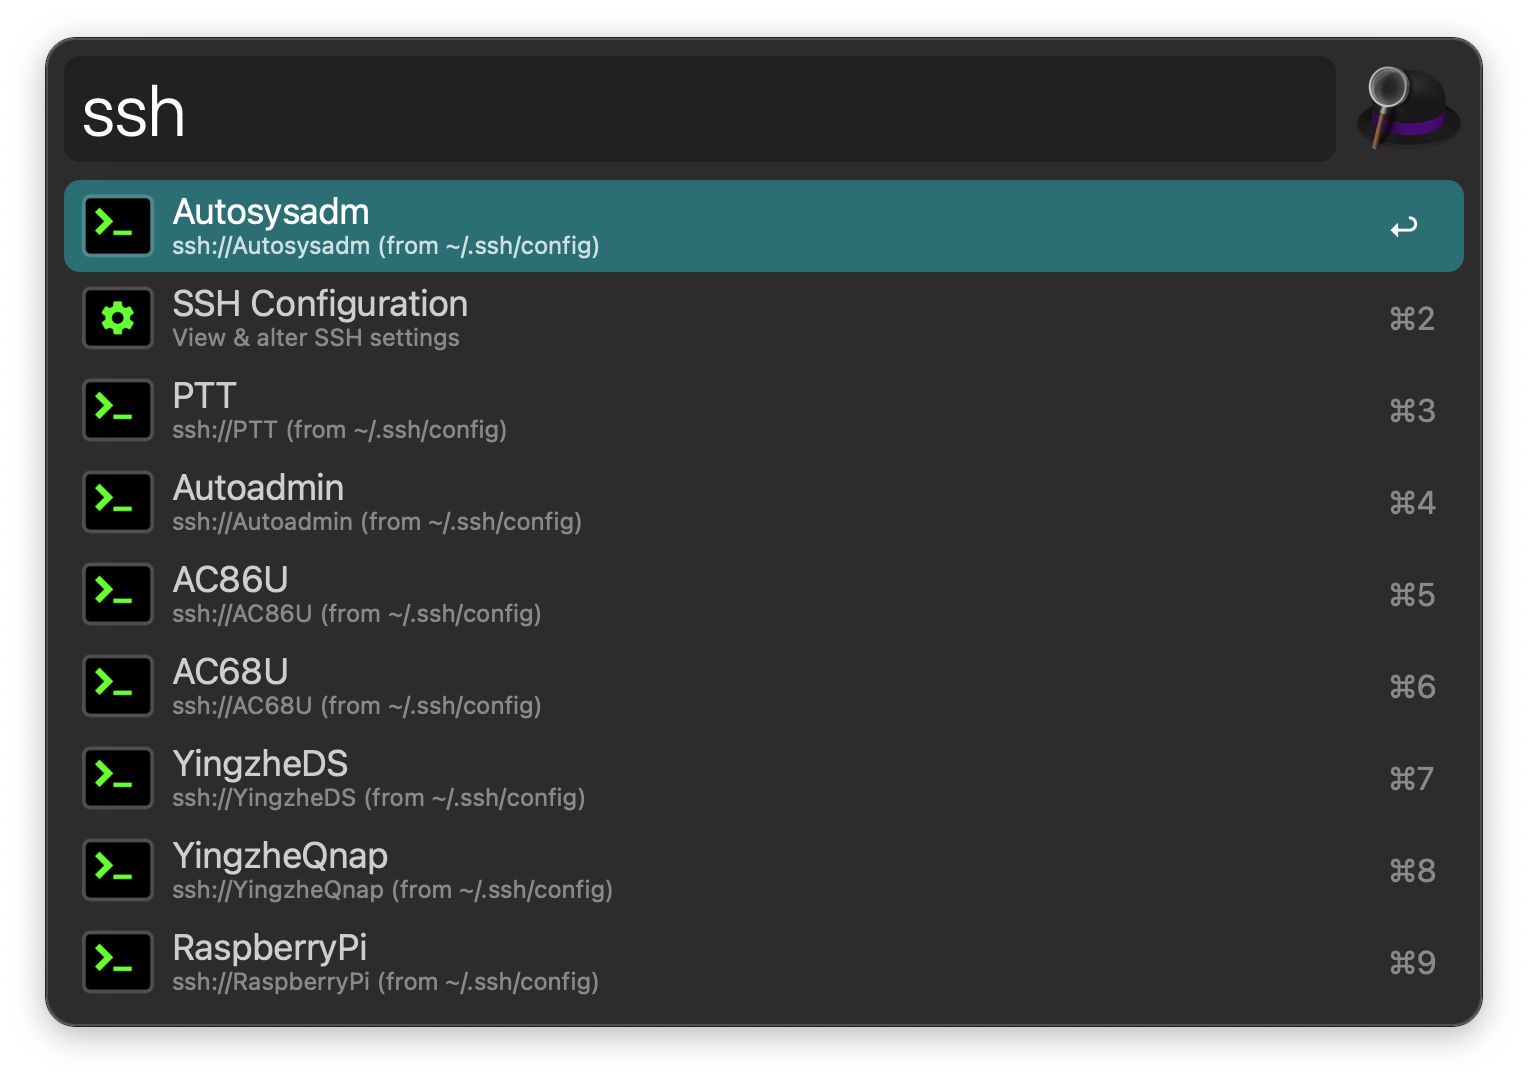 ssh
Autosysadm
ssh://Autosysadm (from ~/.ssh/config)
SSH Configuration
View & alter SSH settings
⌘2
PTT
ssh://PTT (from ~/.ssh/config)
⌘3
Autoadmin
ssh://Autoadmin (from ~/.ssh/config)
⌘4
AC86U
ssh://AC86U (from ~/.ssh/config)
⌘5
AC68U
ssh://AC68U (from ~/.ssh/config)
⌘6
YingzheDS
ssh://YingzheDS (from ~/.ssh/config)
⌘7
YingzheQnap
ssh://YingzheQnap (from ~/.ssh/config)
⌘8
RaspberryPi
ssh://RaspberryPi (from ~/.ssh/config)
⌘9